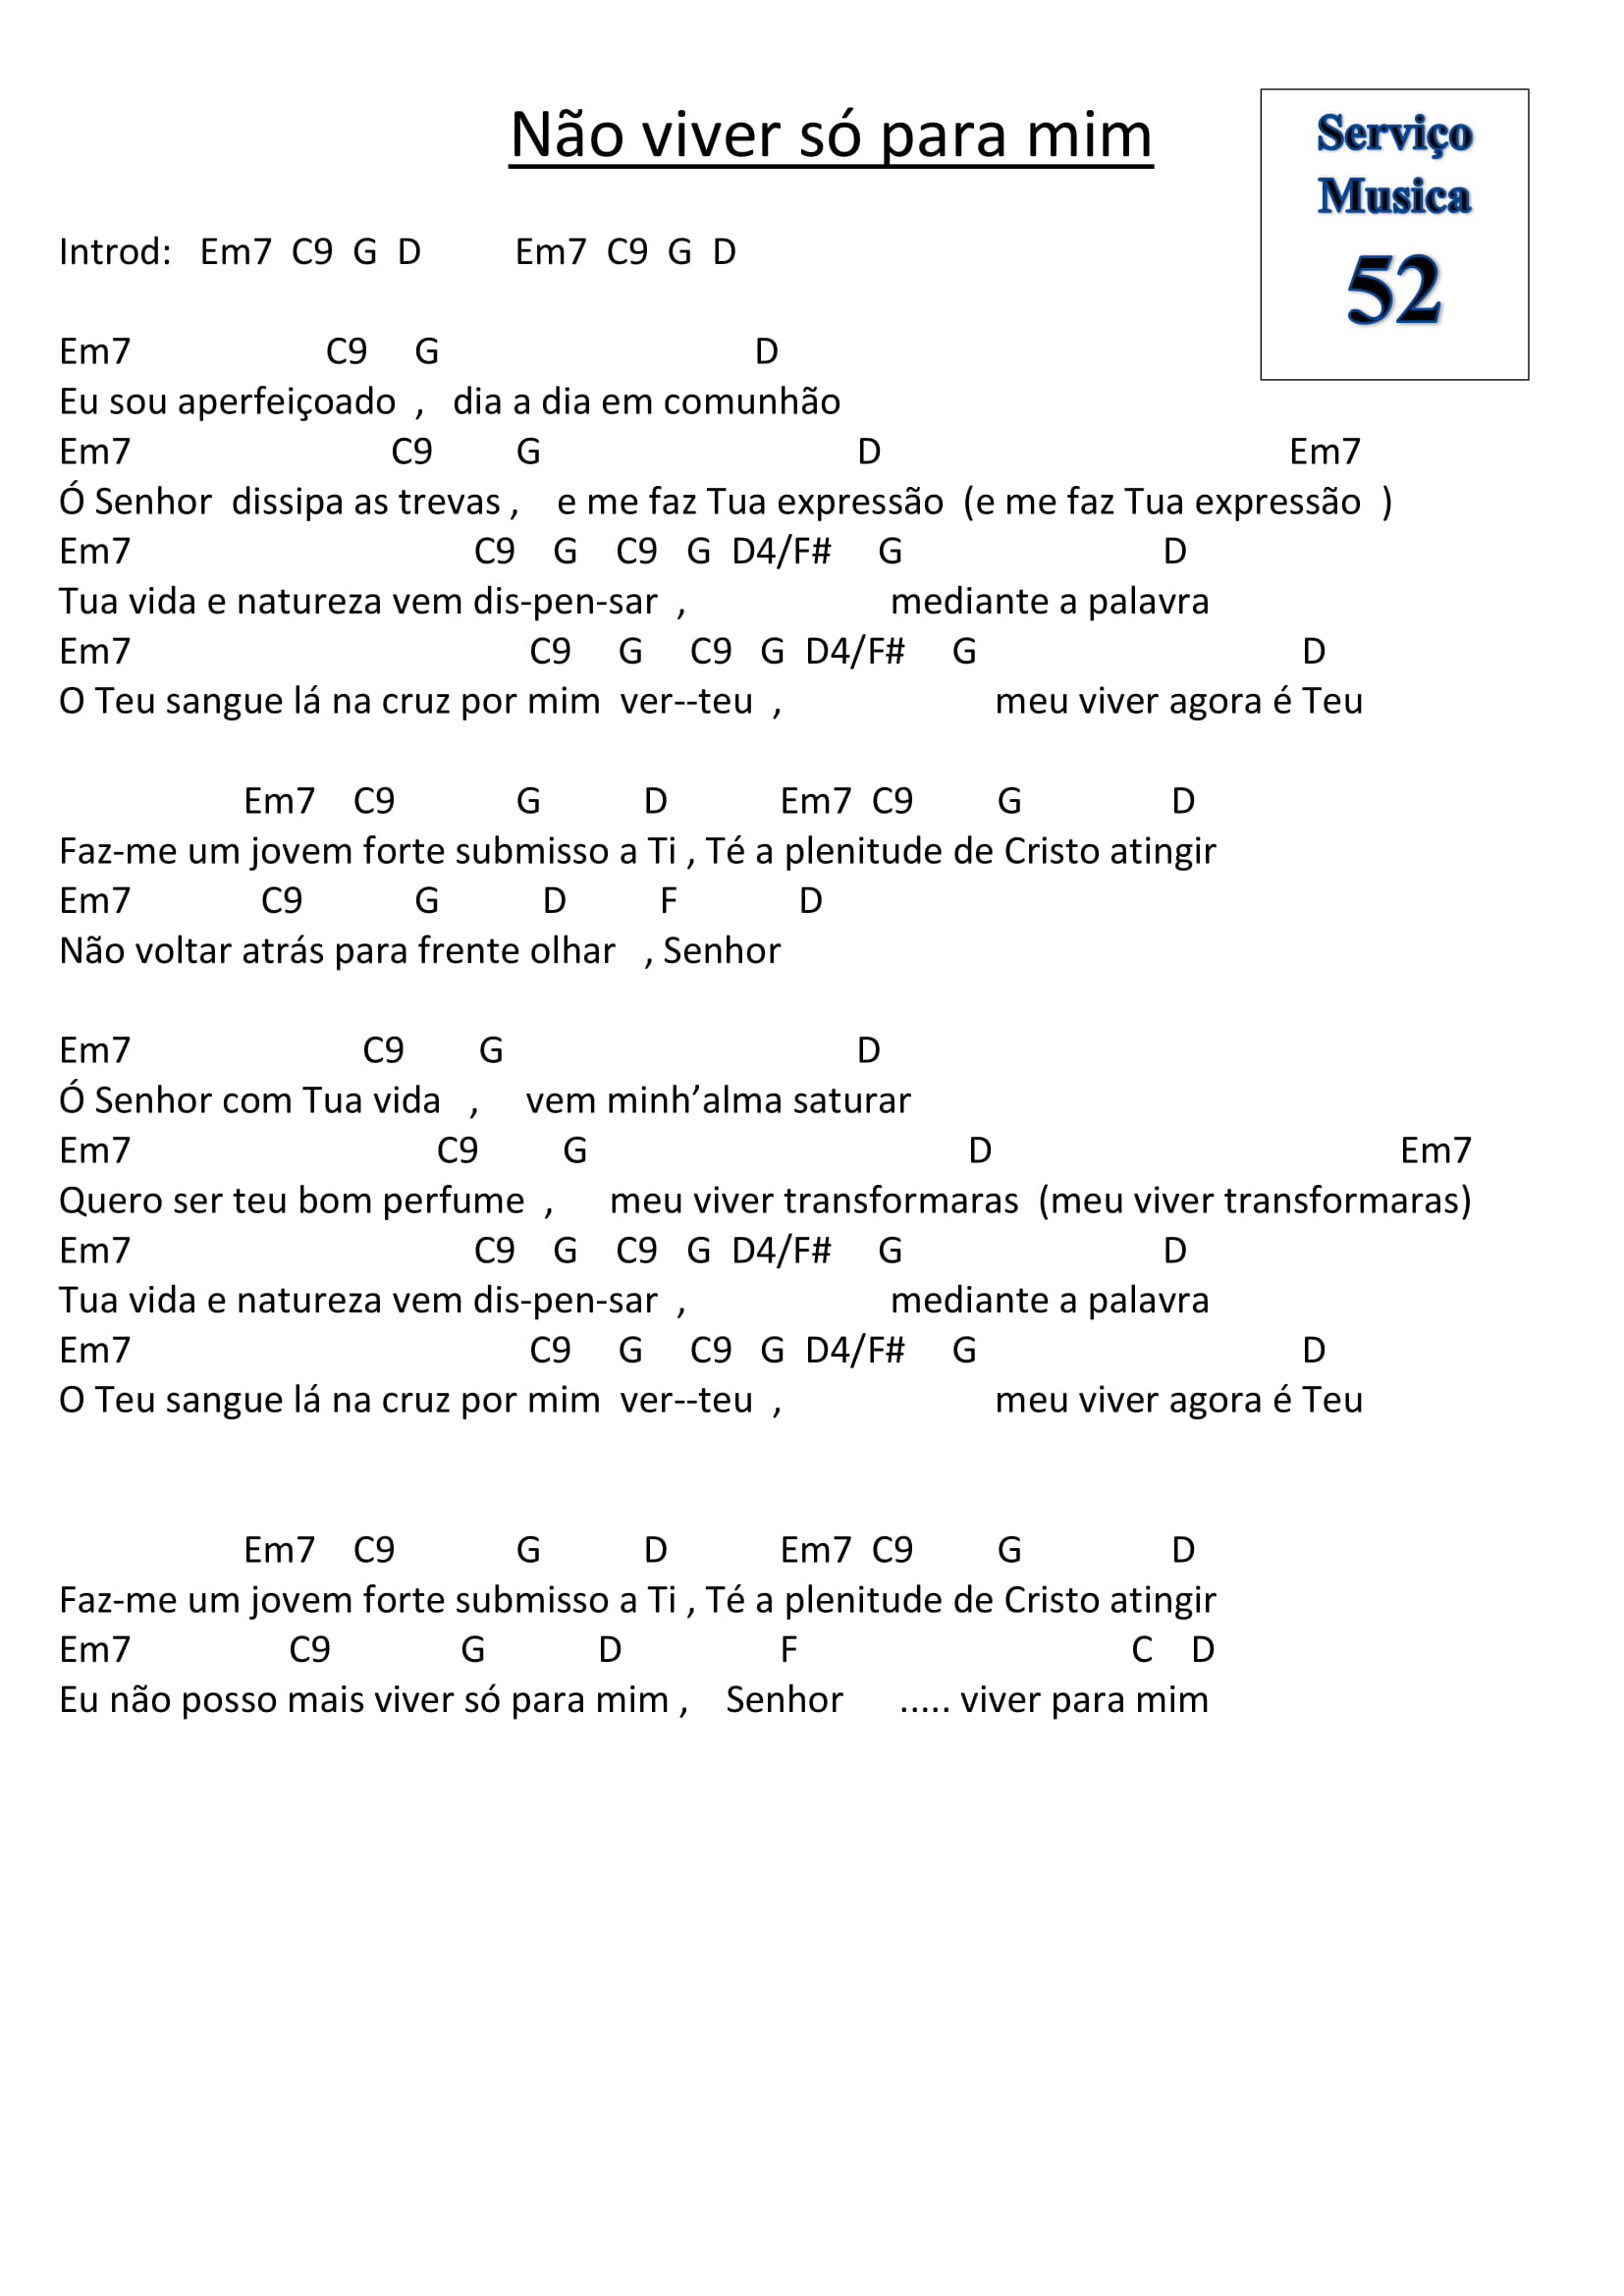 Não viver só para mim
Serviço
Musica
52
Introd: Em7 C9 G D Em7 C9 G D
Em7 C9 G D
Eu sou aperfeiçoado , dia a dia em comunhão
Em7 C9 G D Em7
Ó Senhor dissipa as trevas , e me faz Tua expressão (e me faz Tua expressão )
Em7 C9 G C9 G D4/F# G D
Tua vida e natureza vem dis-pen-sar , mediante a palavra
Em7 C9 G C9 G D4/F# G D
O Teu sangue lá na cruz por mim ver--teu , meu viver agora é Teu
Em7 C9 G D Em7 C9 G D
Faz-me um jovem forte submisso a Ti , Té a plenitude de Cristo atingir
Em7 C9 G D F D
Não voltar atrás para frente olhar , Senhor
Em7 C9 G D
Ó Senhor com Tua vida , vem minh’alma saturar
Em7 C9 G D Em7
Quero ser teu bom perfume , meu viver transformaras (meu viver transformaras)
Em7 C9 G C9 G D4/F# G D
Tua vida e natureza vem dis-pen-sar , mediante a palavra
Em7 C9 G C9 G D4/F# G D
O Teu sangue lá na cruz por mim ver--teu , meu viver agora é Teu
Em7 C9 G D Em7 C9 G D
Faz-me um jovem forte submisso a Ti , Té a plenitude de Cristo atingir
Em7 C9 G D F C D
Eu não posso mais viver só para mim , Senhor ..... viver para mim